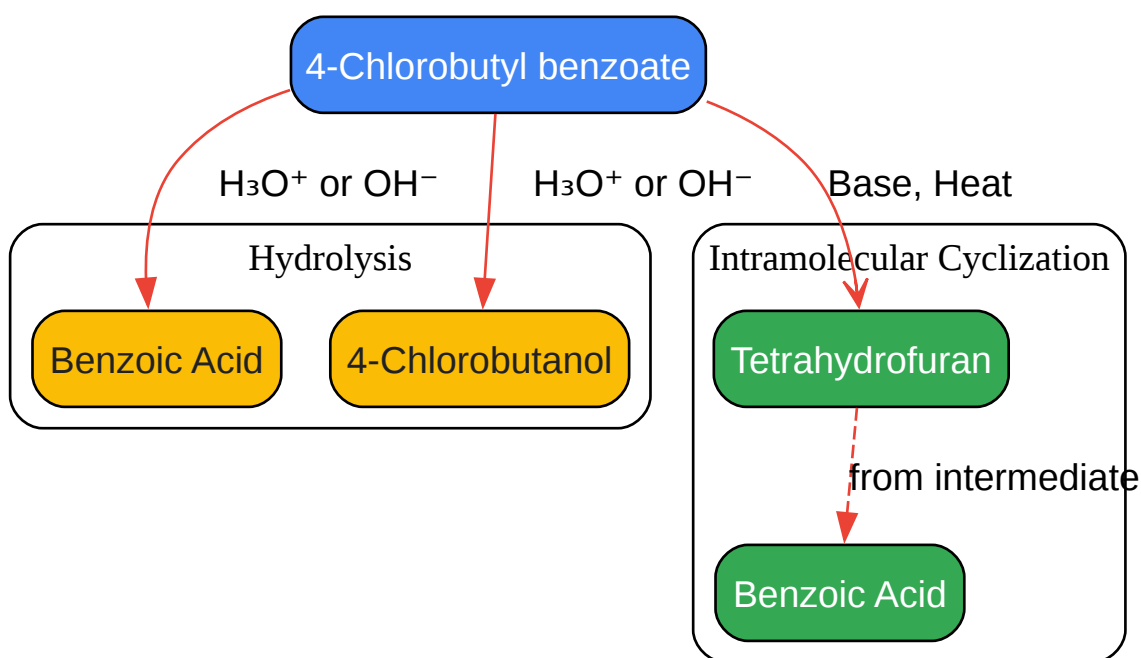 4-Chlorobutyl benzoate
H₃O⁺ or OH⁻
H₃O⁺ or OH⁻
Base, Heat
Hydrolysis
Intramolecular Cyclization
Benzoic Acid
4-Chlorobutanol
Tetrahydrofuran
from intermediate
Benzoic Acid